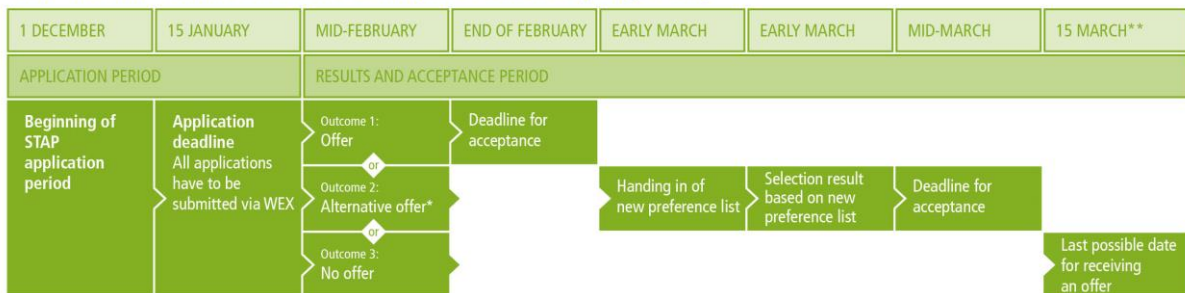 1 DECEMBER
15 JANUARY
MID-FEBRUARY
END OF FEBRUARY
EARLY MARCH
EARLY MARCH
MID-MARCH
15 MARCH**
APPLICATION PERIOD
RESULTS AND ACCEPTANCE PERIOD
Beginning of
STAP
application
period
Application
deadline
All applications
have to be
submitted via WEX
Outcome 1:
Offer
Deadline for
acceptance
or
Outcome 2:
Alternative offer*
Handing in of
new preference list
Selection result
based on new
preference list
Deadline for
acceptance
or
Outcome 3:
No offer
Last possible date
for receiving
an offer